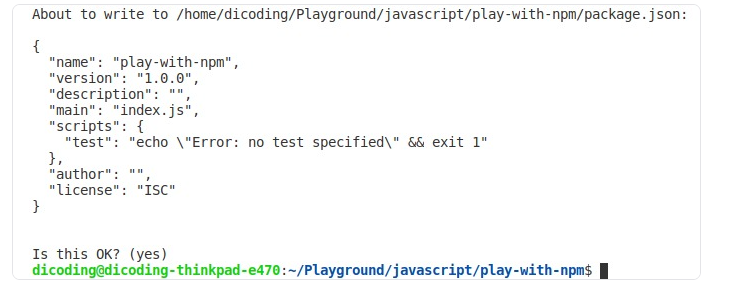 About to write to /home/dicoding/Playground/javascript/play-with-npm/package.json:
{
  "name": "play-with-npm",
  "version": "1.0.0",
  "description": "",
  "main": "index.js",
  "scripts": {
    "test": "echo \"Error: no test specified\" && exit 1"
  },
  "author": "",
  "license": "ISC"
}
Is this OK? (yes)
dicoding@dicoding-thinkpad-e470:~/Playground/javascript/play-with-npm$